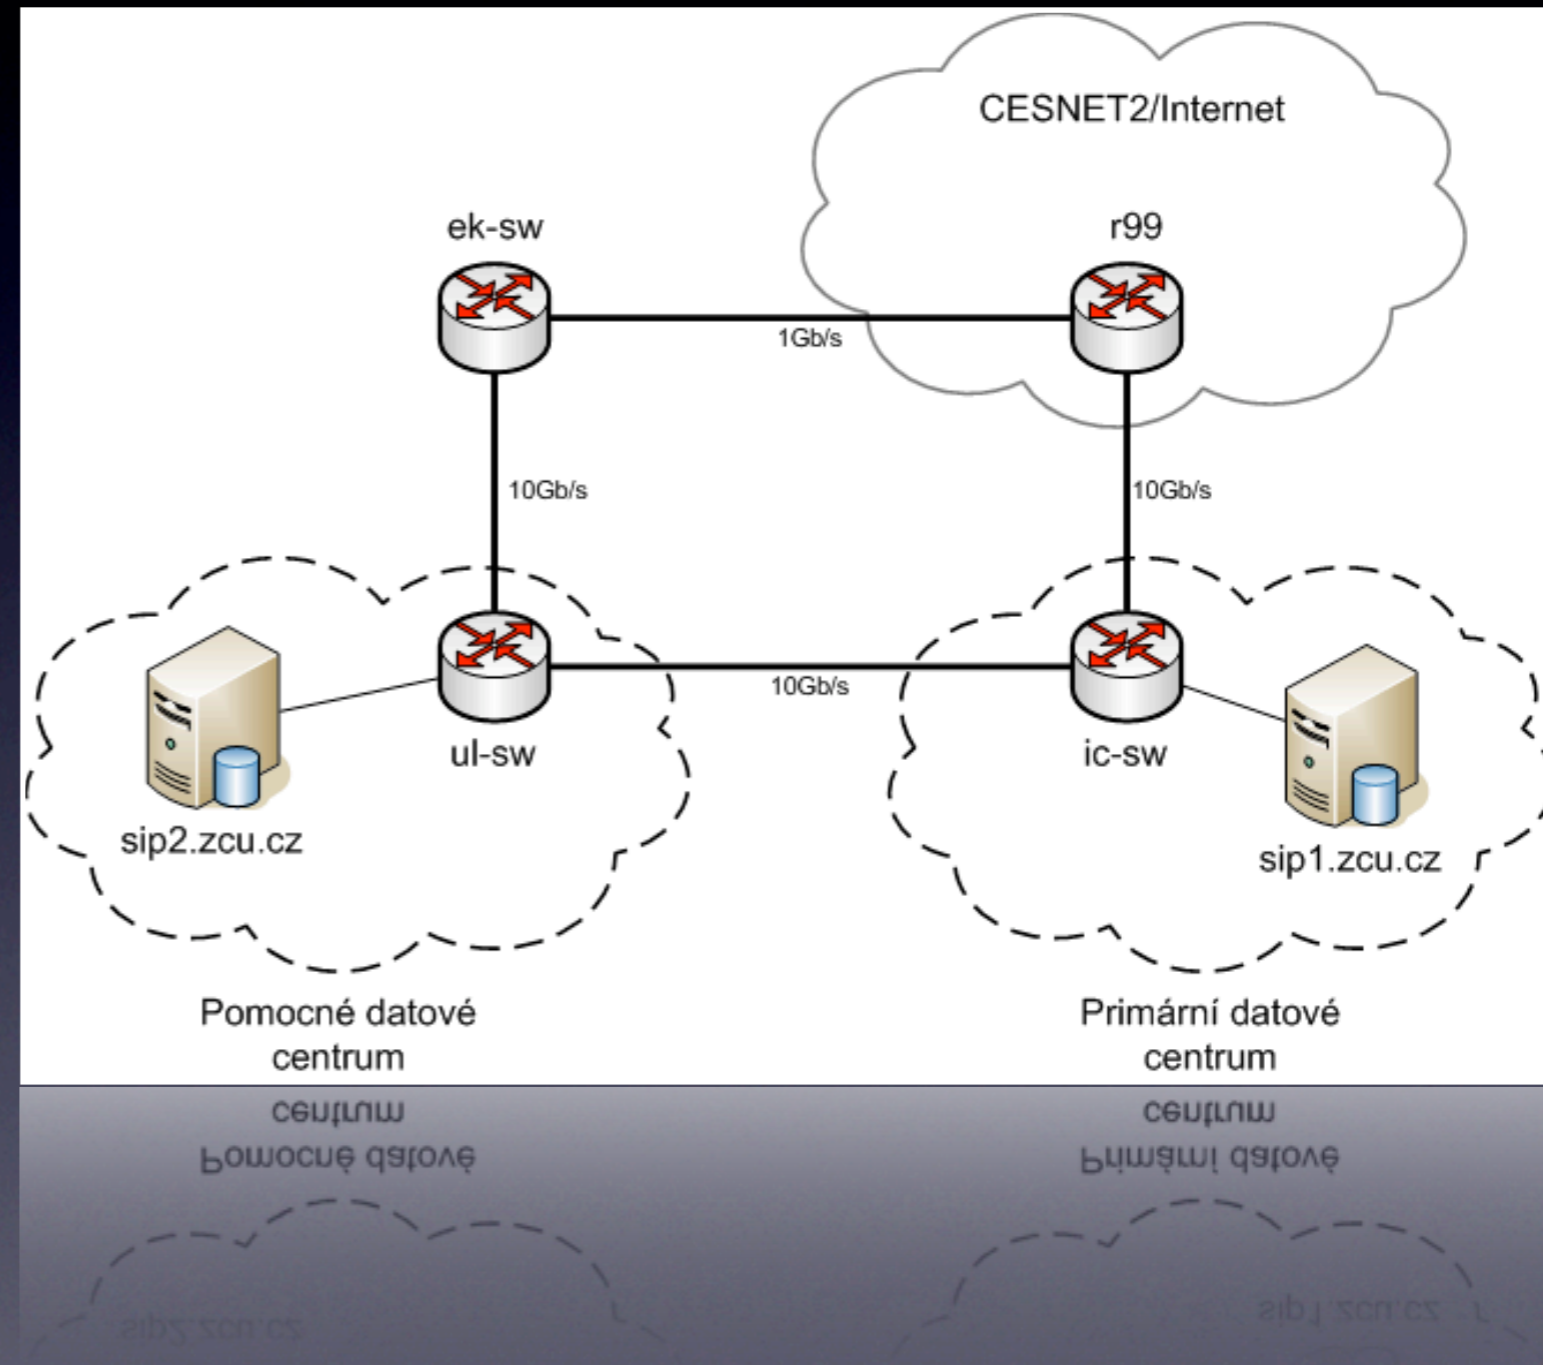 CESNET2/Internet
ek-sw
r99
1Gb/s
10Gb/s
10Gb/s
10Gb/s
ul-sw
ic-sw
sip2.zcu.cz
sip1.zcu.cz
Pomocné datové
centrum
Primární datové
centrum